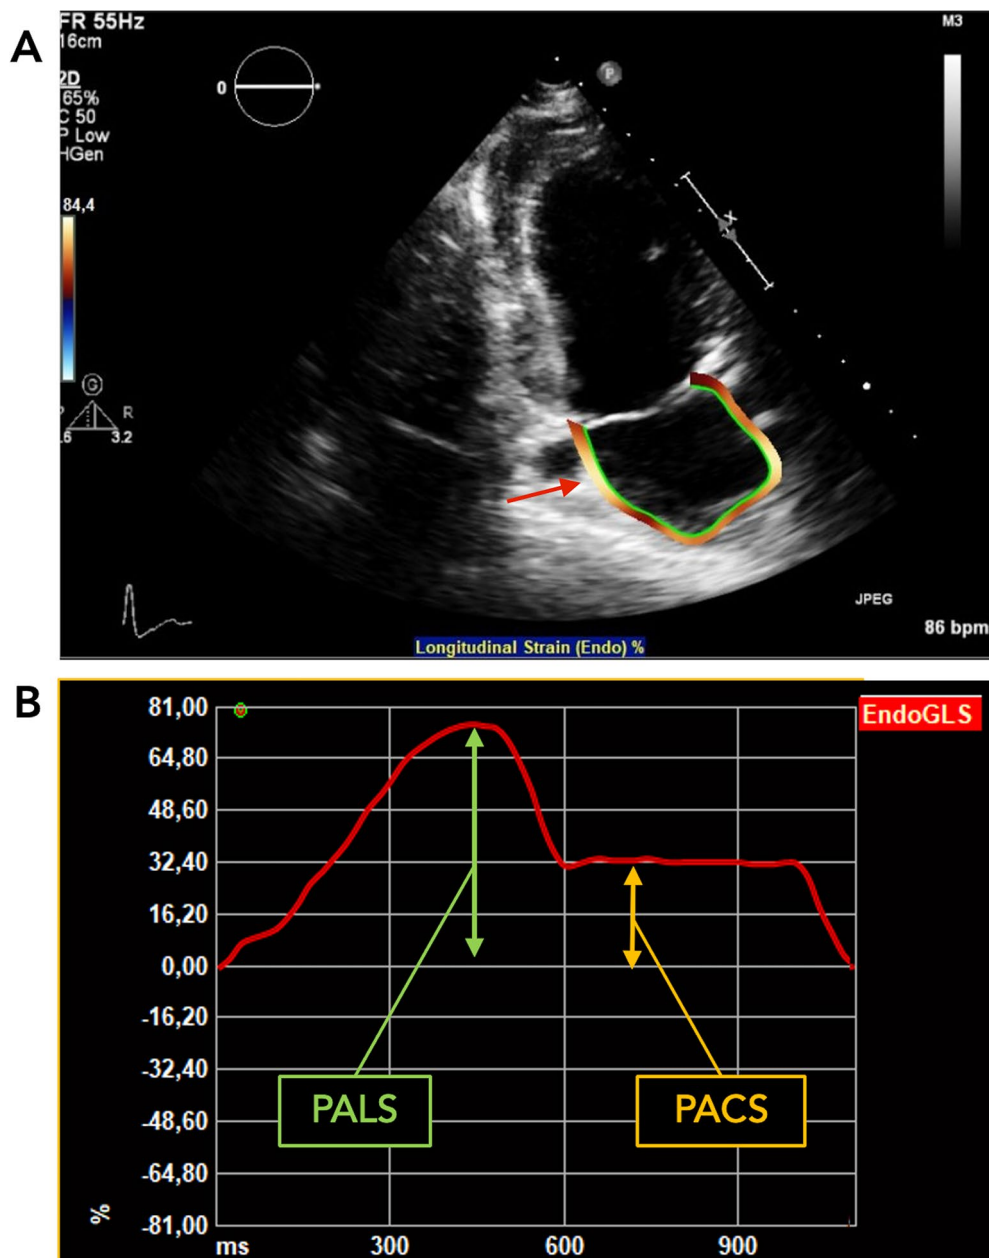 A
FR 55Hz
16cm
2D
65%
C 50
P Low
HGen
M3
0
P
84,4
X
G
P R
.6 3.2
JPEG
86 bpm
Longitudinal Strain (Endo) %
B
EndoGLS
81,00
64,80
48,60
32,40
16,20
0,00
-16,20
-32,40
-48,60
-64,80
-81,00
PALS
PACS
%
ms 300 600 900